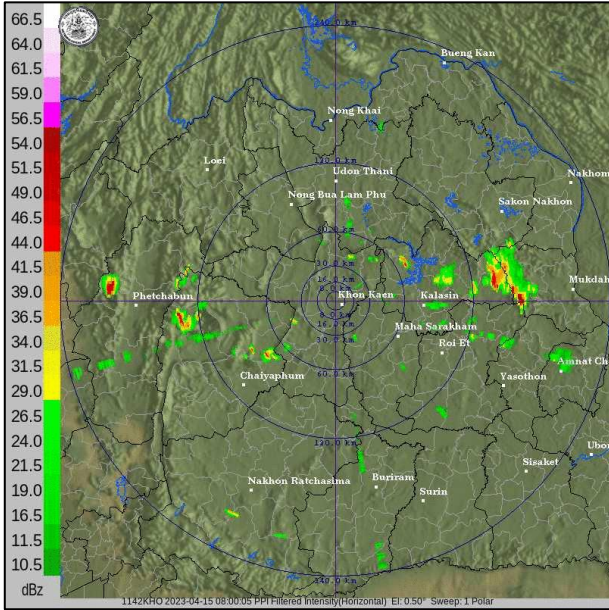 66.5
64.0
61.5
59.0
56.5
54.0
51.5
49.0
46.5
44.0
41.5
39.0
36.5
34.0
31.5
29.0
26.5
24.0
21.5
19.0
16.5
14.0
11.5
10.5
dBz
Bueng Kan
Nong Khai
Loei
Udon Thani
Nakhom
Nong Bua Lam Phu
Sakon Nakhon
Mukdah
Phetchabun
Khon Kaen
Kalasin
Maha Sarakham
Roi Et
Amnat Ch
Chaiyaphum
Yasothon
120.0 km
Ubon
Sisaket
Nakhon Ratchasima
Buriram
Surin
1142KHO 2023-04-15 08:00:05 PPI Filtered Intensity(Horizontal) El: 0.50° Sweep: 1 Polar